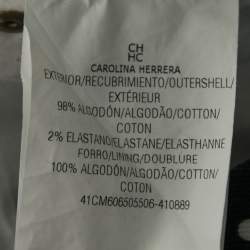 CH
HC
CAROLINA HERRERA
EXTERIOR/RECUBRIMIENTO/OUTERSHELL/
EXTÉRIEUR
98% ALGODÓN/ALGODÃO/COTTON/
COTON
2% ELASTANO/ELASTANE/ELASTHANNE
FORRO/LINING/DOUBLURE
100% ALGODÓN/ALGODÃO/COTTON/
COTON
41CM606505506-410889